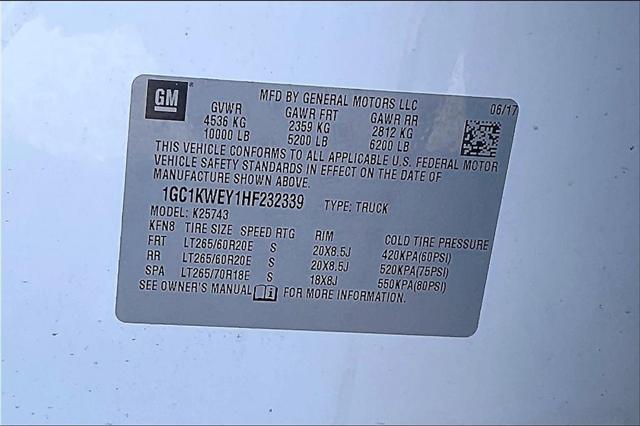 GM ®
MFD BY GENERAL MOTORS LLC 06/17
GVWR GAWR FRT GAWR RR
4536 KG 2359 KG 2812 KG
10000 LB 5200 LB 6200 LB
THIS VEHICLE CONFORMS TO ALL APPLICABLE U.S. FEDERAL MOTOR
VEHICLE SAFETY STANDARDS IN EFFECT ON THE DATE OF
MANUFACTURE SHOWN ABOVE.
1GC1KWEY1HF232339 TYPE: TRUCK
MODEL: K25743
KFN8 TIRE SIZE SPEED RTG RIM COLD TIRE PRESSURE
FRT LT265/60R20E S 20X8.5J 420KPA(60PSI)
RR LT265/60R20E S 20X8.5J 520KPA(75PSI)
SPA LT265/70R18E S 18X8J 550KPA(80PSI)
SEE OWNER'S MANUAL FOR MORE INFORMATION.